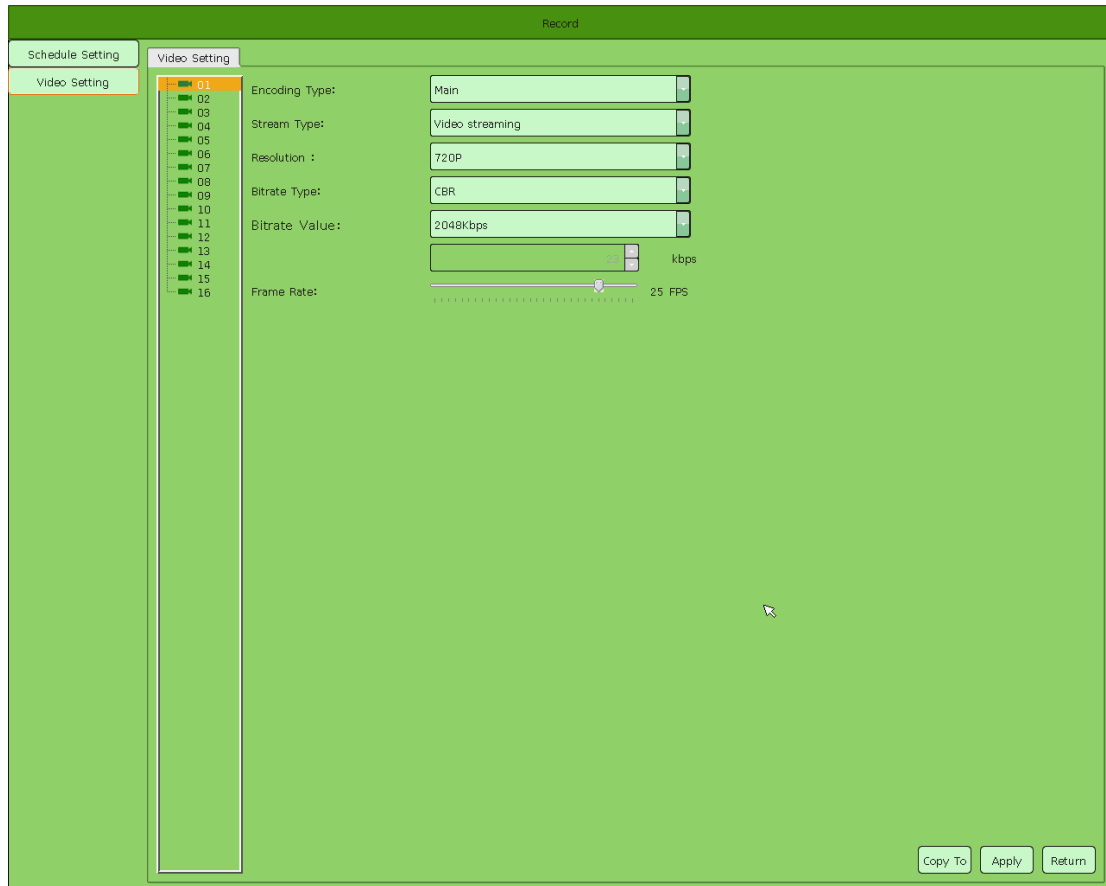 Record
Schedule Setting
Video Setting
Video Setting
01
02
03
04
05
06
07
08
09
10
11
12
13
14
15
16
Encoding Type: Main
Stream Type: Video streaming
Resolution : 720P
Bitrate Type: CBR
Bitrate Value: 2048Kbps
23 kbps
Frame Rate: 25 FPS
Copy To Apply Return